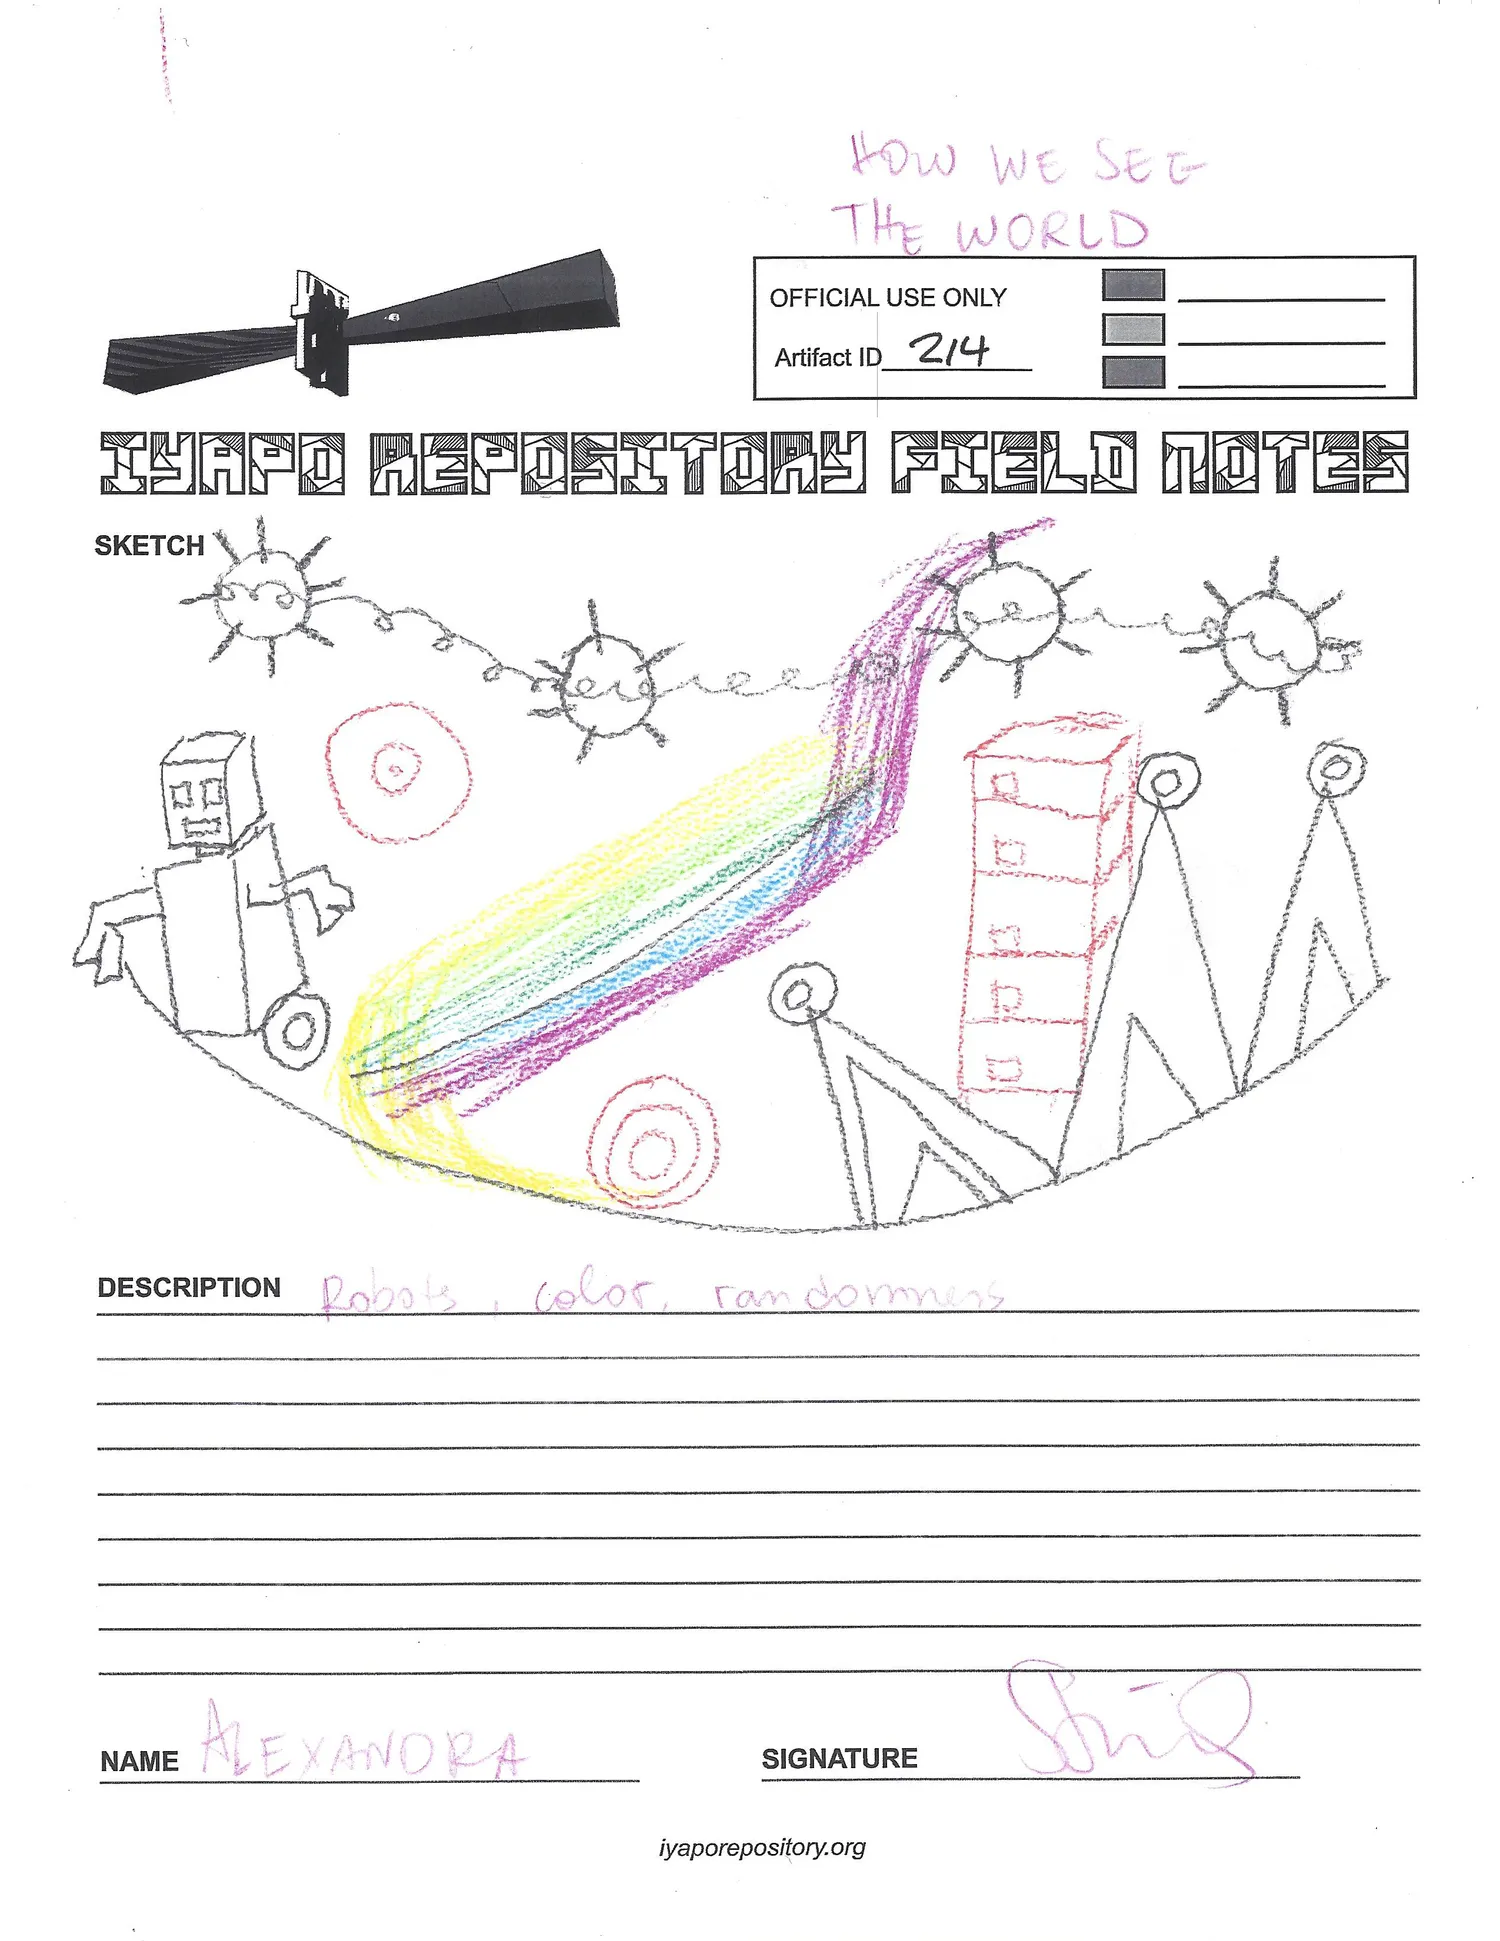 HOW WE SEE
THE WORLD
OFFICIAL USE ONLY
Artifact ID 214
IYAPO REPOSITORY FIELD NOTES
SKETCH
DESCRIPTION Robots, color, randomness
NAME ALEXANDRA
SIGNATURE
iyaporepository.org